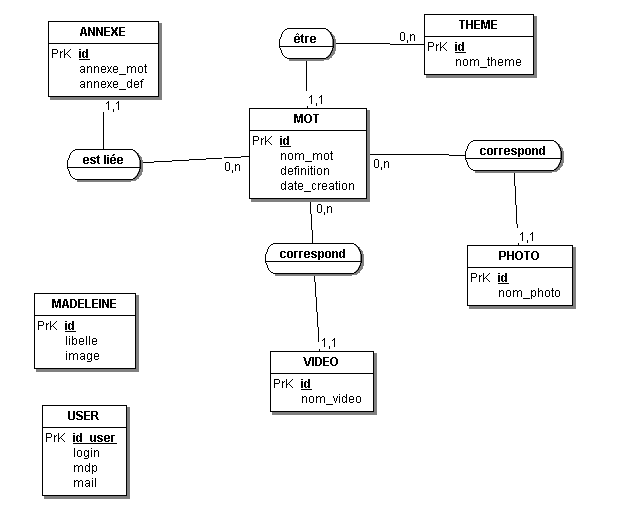 ANNEXE
PrK id
annexe_mot
annexe_def
1,1
est liée
0,n
être
0,n
1,1
THEME
PrK id
nom_theme
MOT
PrK id
nom_mot
definition
date_creation
0,n
correspond
1,1
PHOTO
PrK id
nom_photo
0,n
correspond
1,1
VIDEO
PrK id
nom_video
MADELEINE
PrK id
libelle
image
USER
PrK id_user
login
mdp
mail